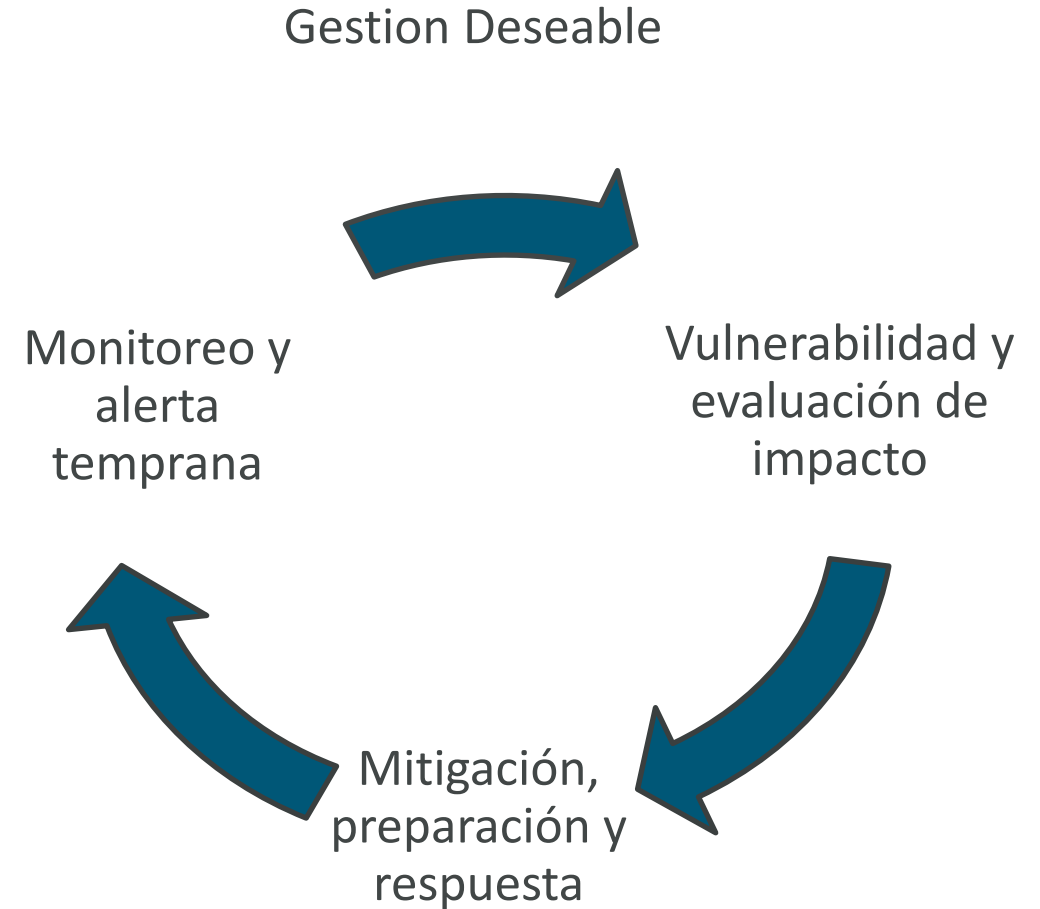 Gestion Deseable
Monitoreo y
alerta
temprana
Vulnerabilidad y
evaluación de
impacto
Mitigación,
preparación y
respuesta